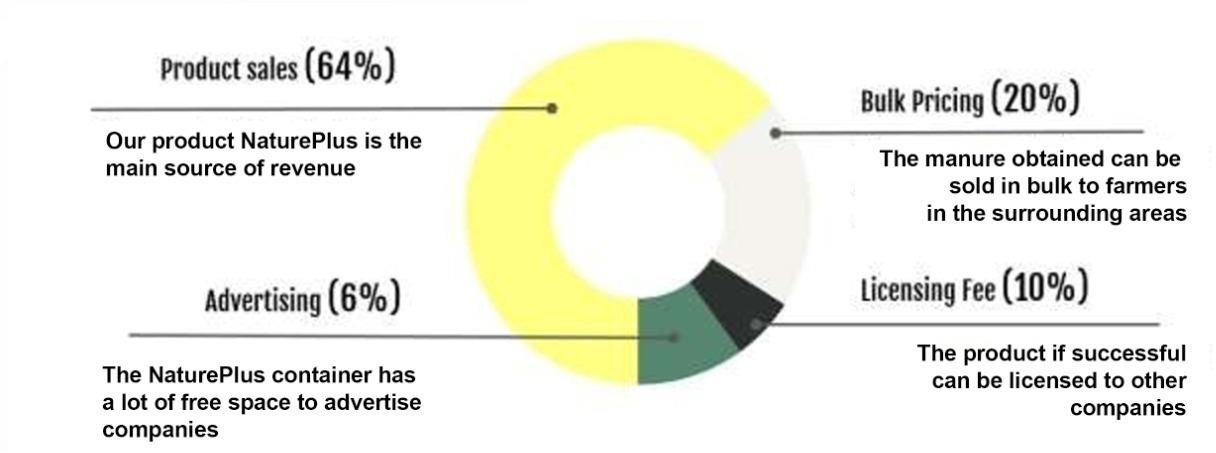 Product sales (64%)
Our product NaturePlus is the
main source of revenue
Bulk Pricing (20%)
The manure obtained can be
sold in bulk to farmers
in the surrounding areas
Advertising (6%)
The NaturePlus container has
a lot of free space to advertise
companies
Licensing Fee (10%)
The product if successful
can be licensed to other
companies